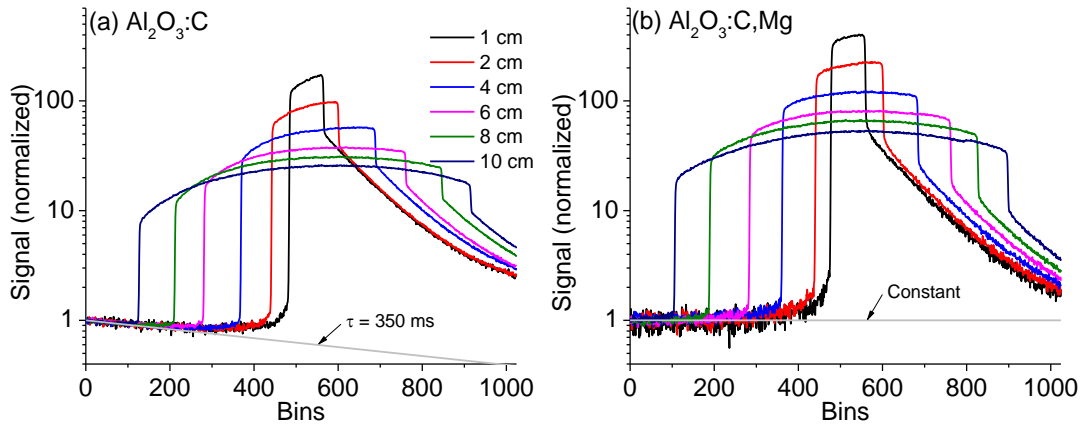 (a) Al₂O₃:C
Signal (normalized)
100
10
1
0 200 400 600 800 1000
Bins
1 cm
2 cm
4 cm
6 cm
8 cm
10 cm
τ = 350 ms
(b) Al₂O₃:C,Mg
Signal (normalized)
100
10
1
0 200 400 600 800 1000
Bins
Constant